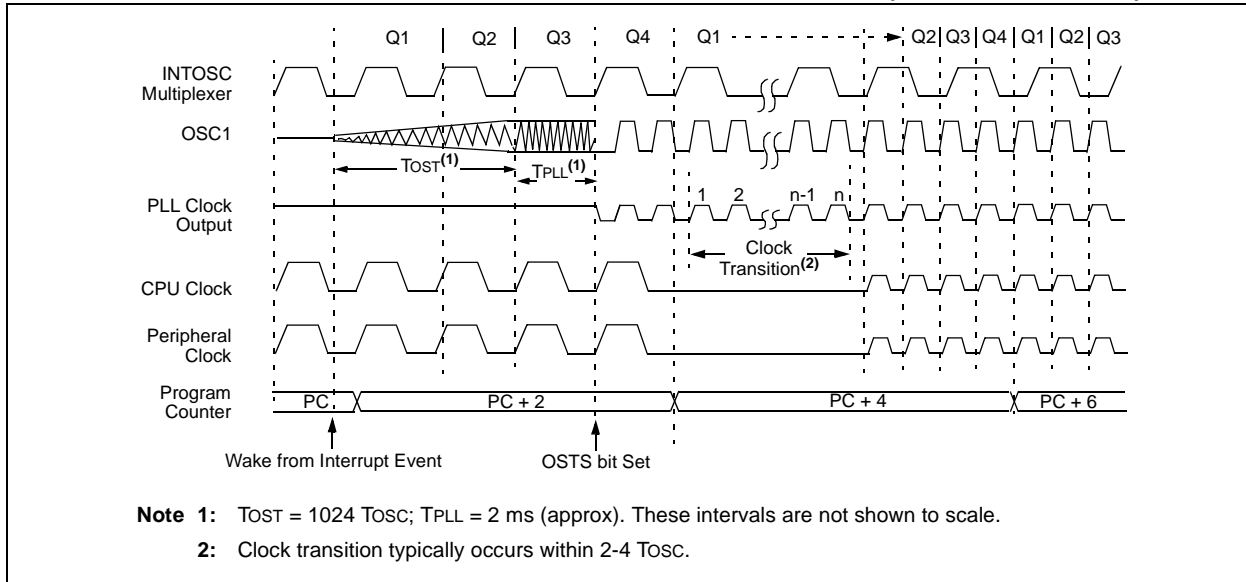 Q1 Q2 Q3 Q4 Q1 Q2 Q3 Q4 Q1 Q2 Q3
INTOSC
Multiplexer
OSC1
TOST(1) TPLL(1)
1 2 n-1 n
PLL Clock
Output
Clock
Transition(2)
CPU Clock
Peripheral
Clock
Program
Counter
PC PC + 2 PC + 4 PC + 6
Wake from Interrupt Event OSTS bit Set
Note 1: TOST = 1024 TOSC; TPLL = 2 ms (approx). These intervals are not shown to scale.
2: Clock transition typically occurs within 2-4 TOSC.